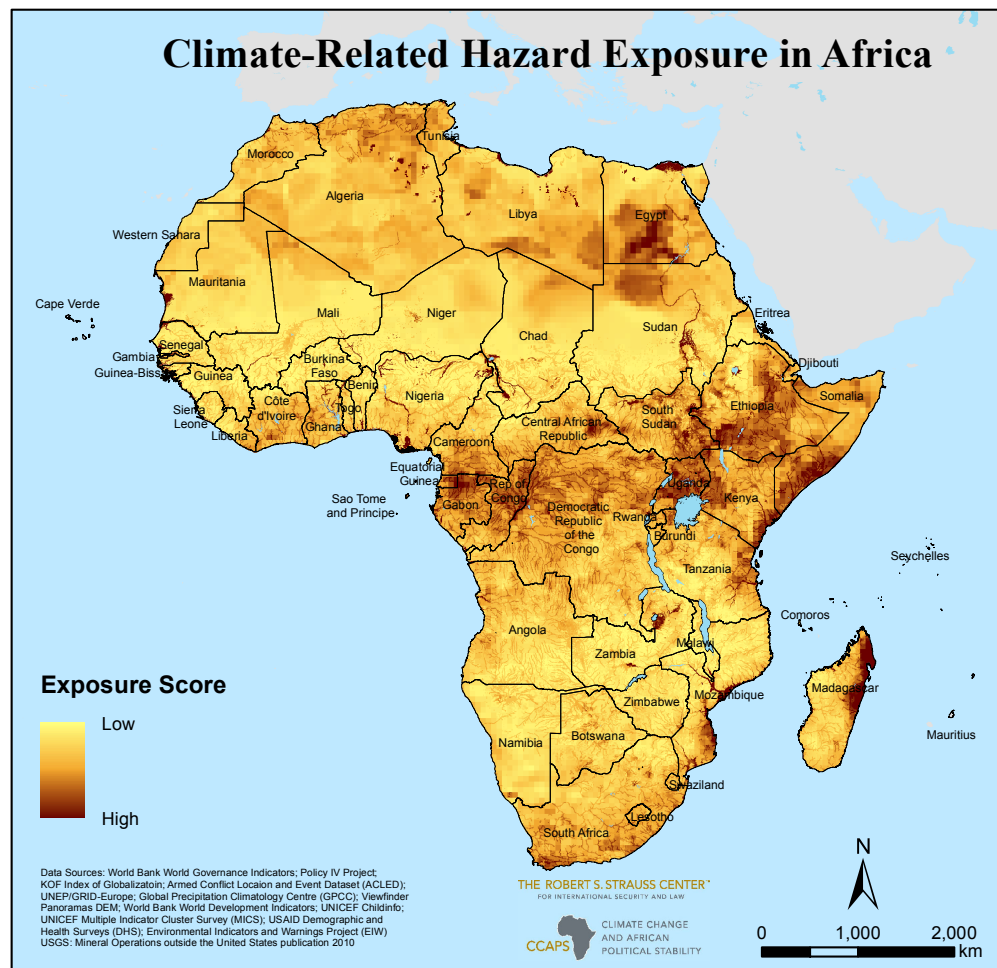 Climate-Related Hazard Exposure in Africa
Tunisia
Morocco
Algeria
Libya
Egypt
Western Sahara
Mauritania
Cape Verde
Mali
Niger
Chad
Sudan
Eritrea
Senegal
Gambia
Guinea-Biss
Guinea
Burkina
Faso
Benin
Djibouti
Nigeria
Côte
d'Ivoire
Togo
Ghana
Sierra
Leone
Liberia
Central African
Republic
South
Sudan
Ethiopia
Somalia
Cameroon
Equatorial
Guinea
Sao Tome
and Principe
Gabon
Rep of
Congo
Democratic
Republic
of the
Congo
Uganda
Kenya
Rwanda
Burundi
Tanzania
Seychelles
Comoros
Angola
Zambia
Malawi
Mozambique
Madagascar
Mauritius
Zimbabwe
Namibia
Botswana
Swaziland
Lesotho
South Africa
Exposure Score
Low
High
Data Sources: World Bank World Governance Indicators; Policy IV Project;
KOF Index of Globalizatoin; Armed Conflict Locaion and Event Dataset (ACLED);
UNEP/GRID-Europe; Global Precipitation Climatology Centre (GPCC); Viewfinder
Panoramas DEM; World Bank World Development Indicators; UNICEF Childinfo;
UNICEF Multiple Indicator Cluster Survey (MICS); USAID Demographic and
Health Surveys (DHS); Environmental Indicators and Warnings Project (EIW)
USGS: Mineral Operations outside the United States publication 2010
THE ROBERT S. STRAUSS CENTER™
FOR INTERNATIONAL SECURITY AND LAW
CCAPS
CLIMATE CHANGE
AND AFRICAN
POLITICAL STABILITY
N
0 1,000 2,000
km